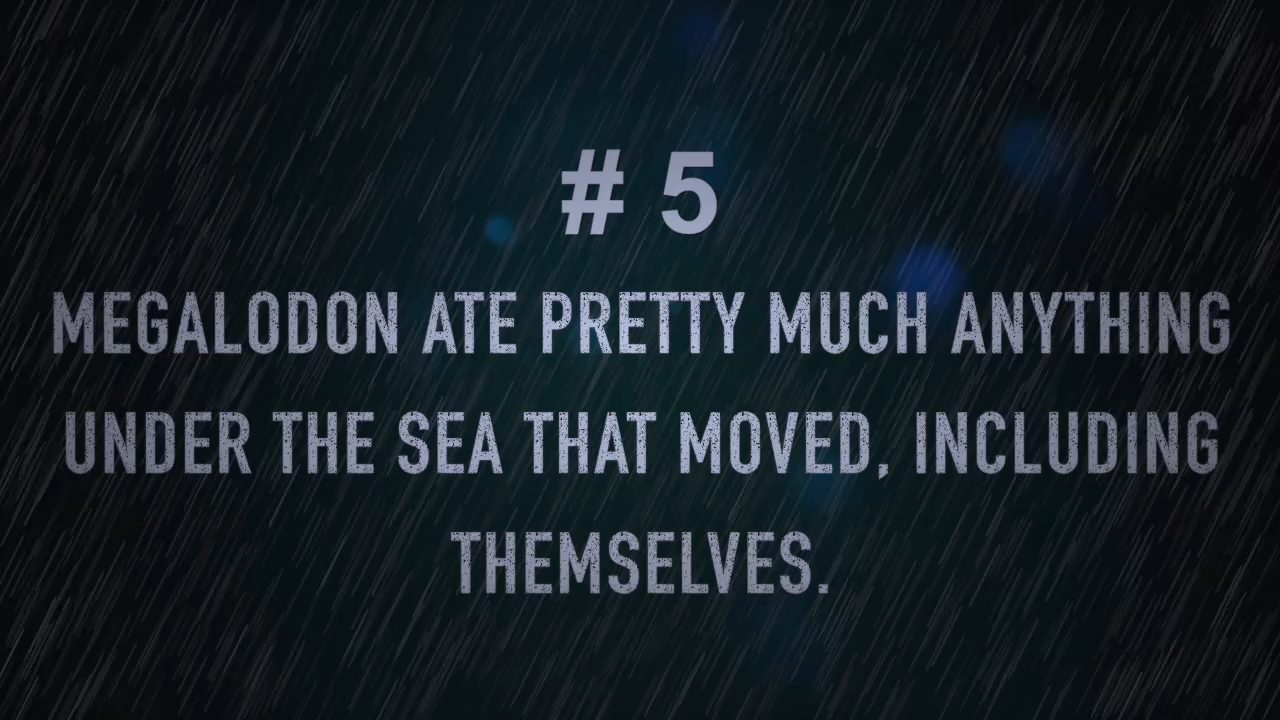 # 5
MEGALODON ATE PRETTY MUCH ANYTHING
UNDER THE SEA THAT MOVED, INCLUDING
THEMSELVES.